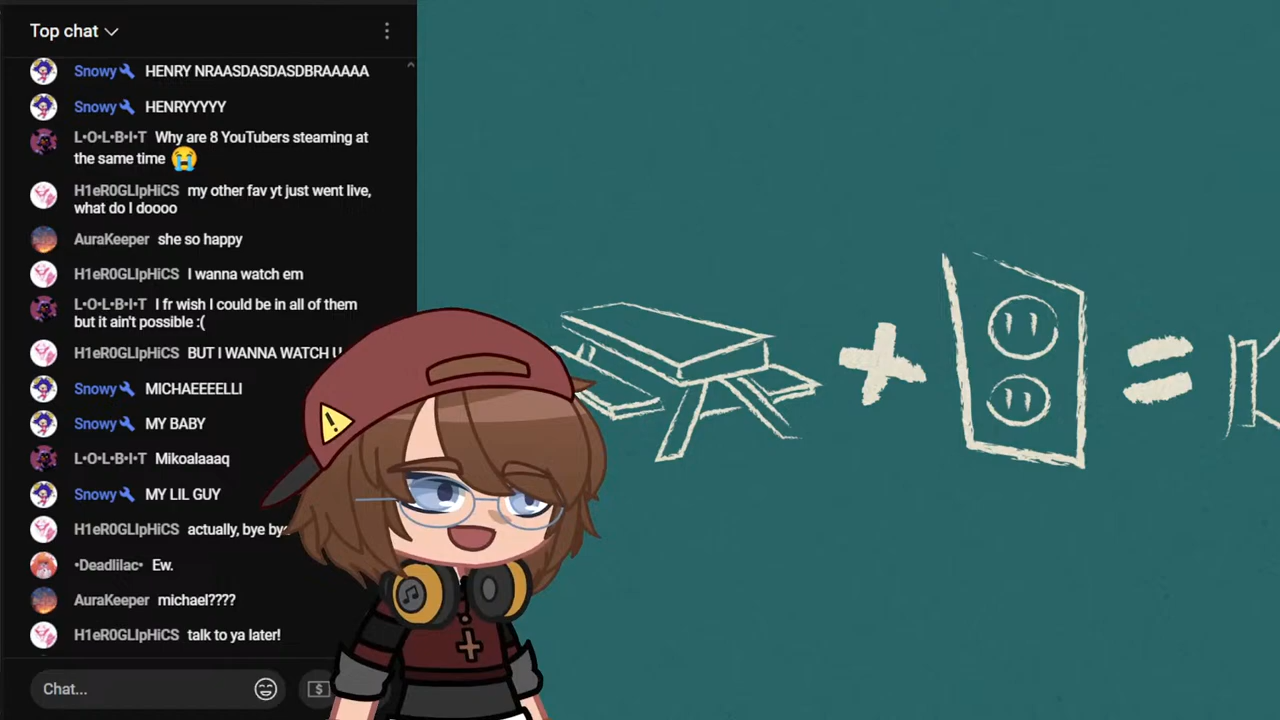 Top chat
Snowy HENRY NRAASDASDASDBRAAAAA
Snowy HENRYYYYY
L•O•L•B•I•T Why are 8 YouTubers steaming at
the same time 😭
H1eR0GLIpHiCS my other fav yt just went live,
what do I doooo
AuraKeeper she so happy
H1eR0GLIpHiCS I wanna watch em
L•O•L•B•I•T I fr wish I could be in all of them
but it ain't possible :(
H1eR0GLIpHiCS BUT I WANNA WATCH U
Snowy MICHAEEEELLI
Snowy MY BABY
L•O•L•B•I•T Mikoalaaaq
Snowy MY LIL GUY
H1eR0GLIpHiCS actually, bye
•Deadlilac• Ew.
AuraKeeper michael????
H1eR0GLIpHiCS talk to ya later!
Chat...
$
!